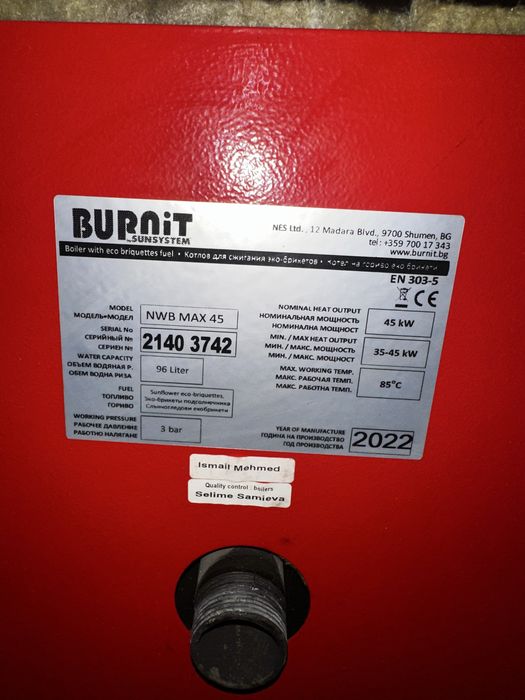 BURNiT
by SUNSYSTEM
NES Ltd., 12 Madara Blvd., 9700 Shumen, BG
tel: +359 700 17 343
www.burnit.bg
Boiler with eco briquettes fuel • Котлов для сжигания эко-брикетов • Котел на гориво еко брикети
EN 303-5
CE
MODEL
МОДЕЛЬ•МОДЕЛ
NWB MAX 45
SERIAL No
СЕРИЙНЫЙ №
СЕРИЕН №
2140 3742
WATER CAPACITY
ОБЪЕМ ВОДЯНАЯ Р.
ОБЕМ ВОДНА РИЗА
96 Liter
FUEL
ТОПЛИВО
ГОРИВО
Sunflower eco-briquettes,
Эко-брикеты подсолнечника
Слънчогледови екобрикети
WORKING PRESSURE
РАБОЧЕЕ ДАВЛЕНИЕ
РАБОТНО НАЛЯГАНЕ
3 bar
NOMINAL HEAT OUTPUT
НОМИНАЛЬНАЯ МОЩНОСТЬ
НОМИНАЛНА МОЩНОСТ
45 kW
MIN. / MAX HEAT OUTPUT
МИН. / МАКС. МОЩНОСТЬ
МИН. / МАКС. МОЩНОСТ
35-45 kW
MAX. WORKING TEMP.
МАКС. РАБОЧАЯ ТЕМП.
МАКС. РАБОТНА ТЕМП.
85°C
YEAR OF MANUFACTURE
ГОДИНА НА ПРОИЗВОДСТВО
ГОД ПРОИЗВОДСТВА
2022
Ismail Mehmed
Quality control : boilers
Selime Samieva